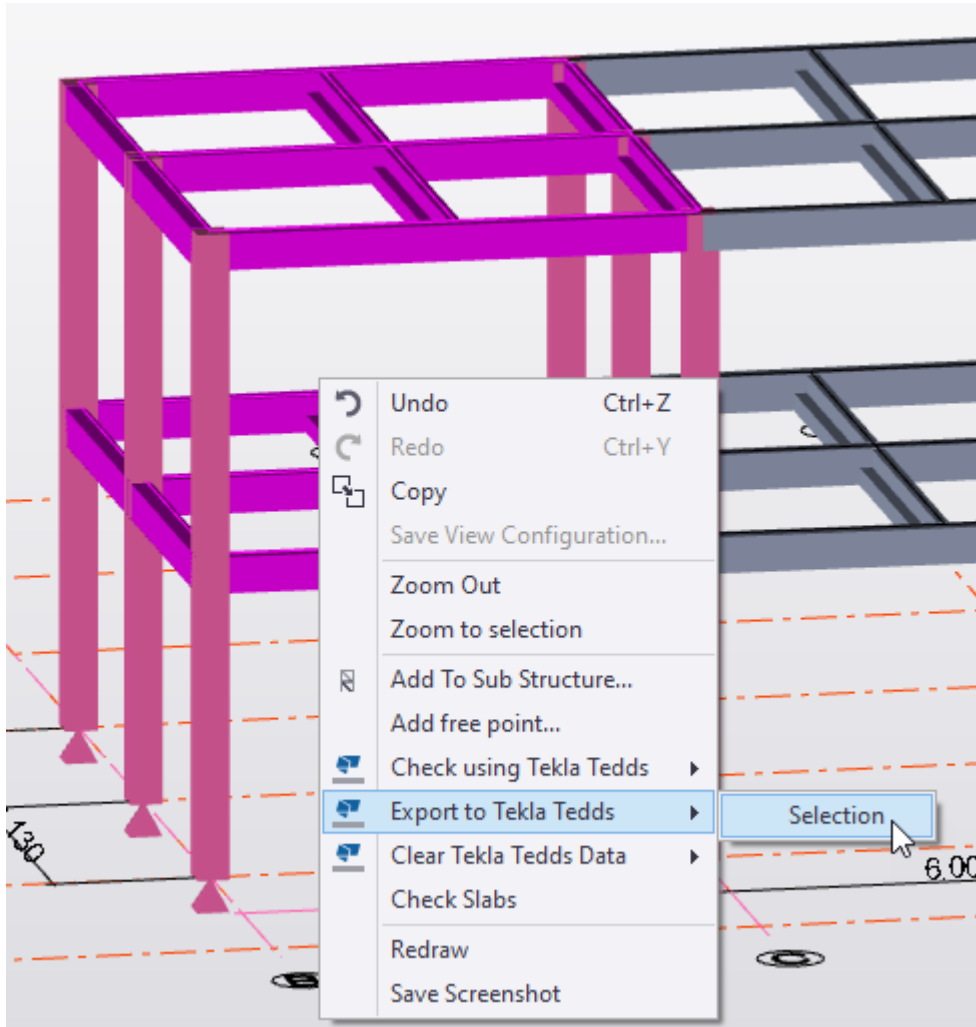 Undo Ctrl+Z
Redo Ctrl+Y
Copy
Save View Configuration...
Zoom Out
Zoom to selection
Add To Sub Structure...
Add free point...
Check using Tekla Tedds
Export to Tekla Tedds
Selection
Clear Tekla Tedds Data
Check Slabs
Redraw
Save Screenshot
130
6.00
B
C